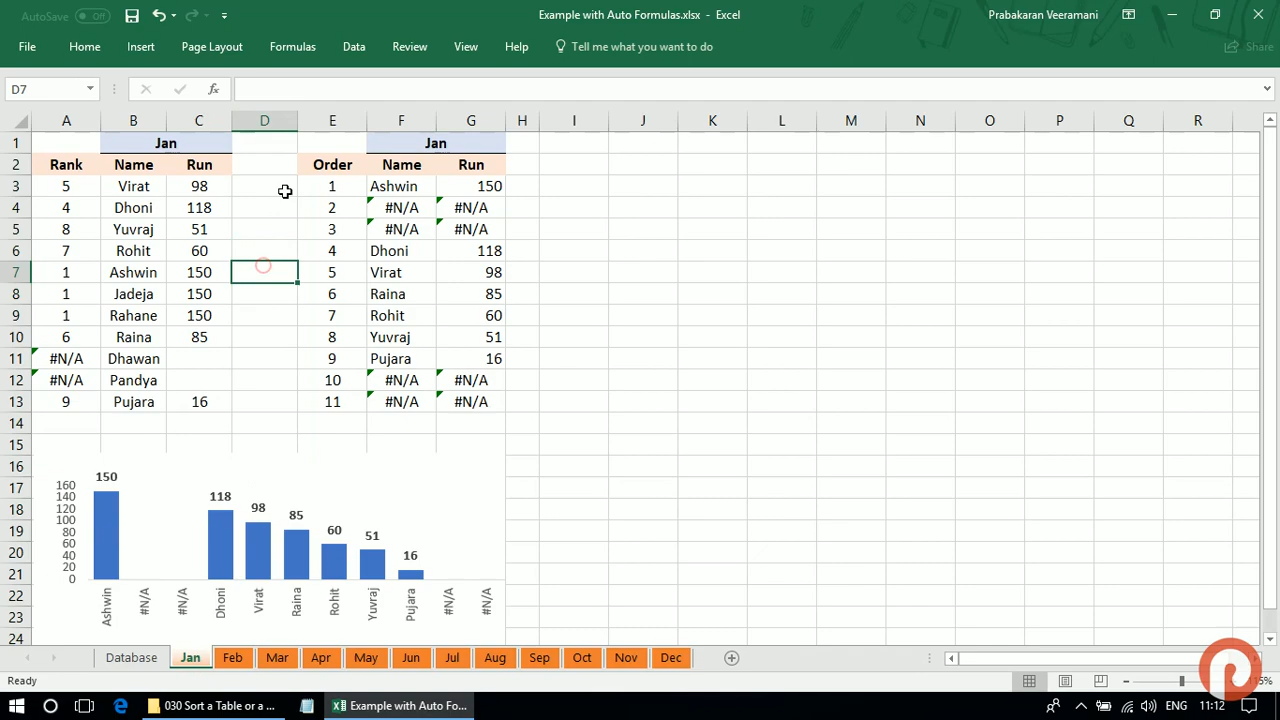 AutoSave Off Example with Auto Formulas.xlsx - Excel Prabakaran Veeramani
File Home Insert Page Layout Formulas Data Review View Help Tell me what you want to do Share
D7 fx
A B C D E F G H I J K L M N O P Q R
1 Jan Jan
2 Rank Name Run Order Name Run
3 5 Virat 98 1 Ashwin 150
4 4 Dhoni 118 2 #N/A #N/A
5 8 Yuvraj 51 3 #N/A #N/A
6 7 Rohit 60 4 Dhoni 118
7 1 Ashwin 150 5 Virat 98
8 1 Jadeja 150 6 Raina 85
9 1 Rahane 150 7 Rohit 60
10 6 Raina 85 8 Yuvraj 51
11 #N/A Dhawan 9 Pujara 16
12 #N/A Pandya 10 #N/A #N/A
13 9 Pujara 16 11 #N/A #N/A
14
15
16
17
18
19
20
21
22
23
24
150 118 98 85 60 51 16
160
140
120
100
80
60
40
20
0
Ashwin #N/A #N/A Dhoni Virat Raina Rohit Yuvraj Pujara #N/A #N/A
Database Jan Feb Mar Apr May Jun Jul Aug Sep Oct Nov Dec
Ready 115%
030 Sort a Table or a ... Example with Auto Fo... ENG 11:12